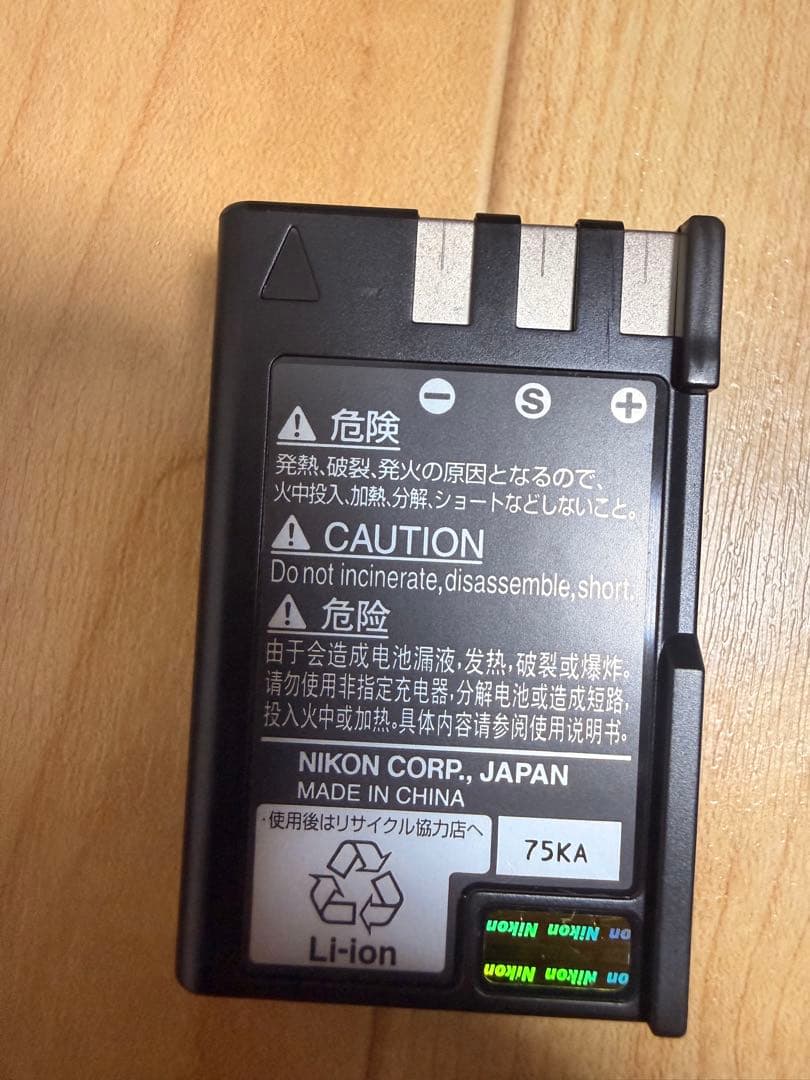 − S +
危険
発熱、破裂、発火の原因となるので、
火中投入、加熱、分解、ショートなどしないこと。
CAUTION
Do not incinerate, disassemble, short.
危险
由于会造成电池漏液，发热，破裂或爆炸。
请勿使用非指定充电器，分解电池或造成短路，
投入火中或加热。具体内容请参阅使用说明书。
NIKON CORP., JAPAN
MADE IN CHINA
・使用後はリサイクル協力店へ
75KA
Li-ion
Nikon Nikon on
Nikon Nikon on